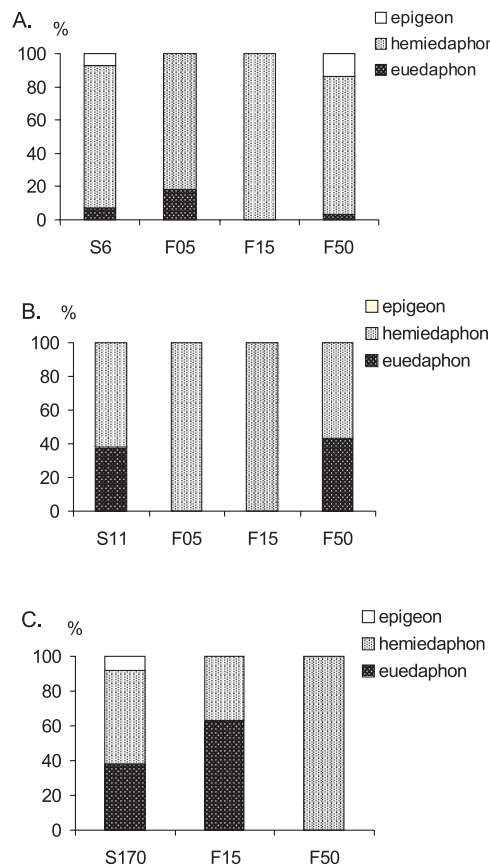 A.
%
epigeon
hemiedaphon
euedaphon
100
80
60
40
20
0
S6 F05 F15 F50
B.
%
epigeon
hemiedaphon
euedaphon
100
80
60
40
20
0
S11 F05 F15 F50
C.
%
epigeon
hemiedaphon
euedaphon
100
80
60
40
20
0
S170 F15 F50